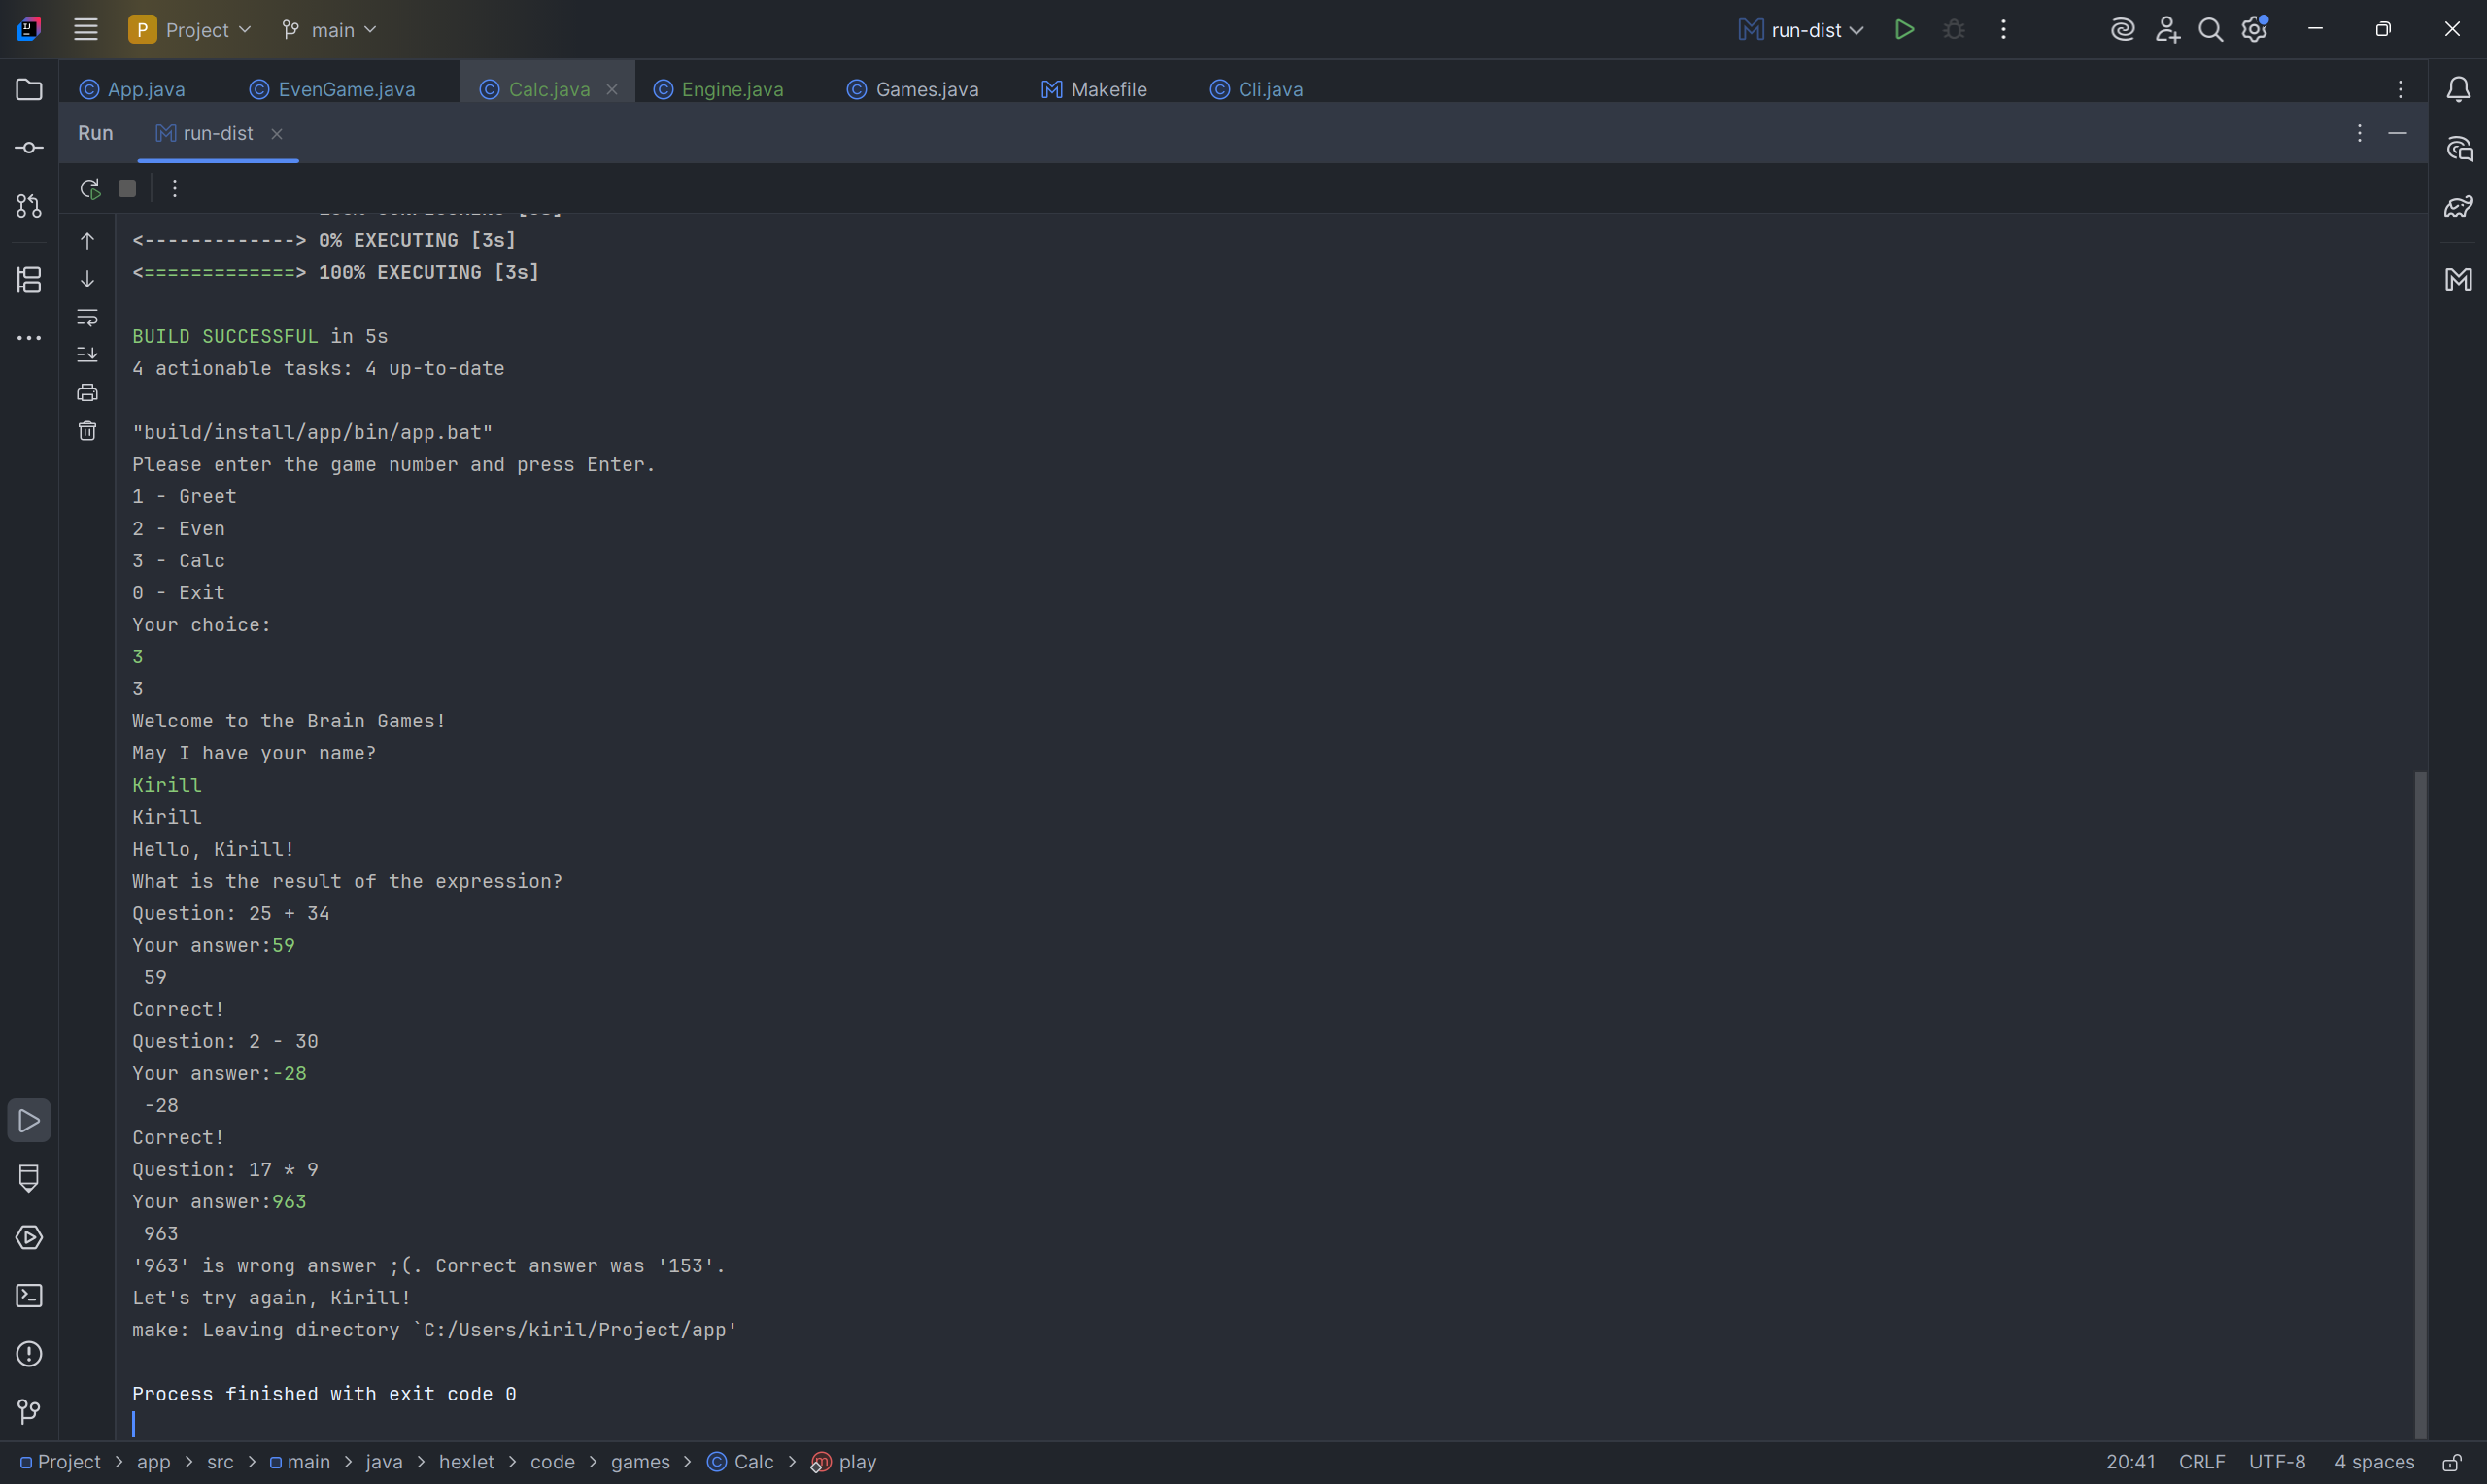 P Project main run-dist
App.java EvenGame.java Calc.java Engine.java Games.java Makefile Cli.java
Run run-dist
<-------------> 0% EXECUTING [3s]
<=============> 100% EXECUTING [3s]
BUILD SUCCESSFUL in 5s
4 actionable tasks: 4 up-to-date
"build/install/app/bin/app.bat"
Please enter the game number and press Enter.
1 - Greet
2 - Even
3 - Calc
0 - Exit
Your choice:
3
3
Welcome to the Brain Games!
May I have your name?
Kirill
Kirill
Hello, Kirill!
What is the result of the expression?
Question: 25 + 34
Your answer:59
59
Correct!
Question: 2 - 30
Your answer:-28
-28
Correct!
Question: 17 * 9
Your answer:963
963
'963' is wrong answer ;(. Correct answer was '153'.
Let's try again, Kirill!
make: Leaving directory `C:/Users/kiril/Project/app'
Process finished with exit code 0
Project > app > src > main > java > hexlet > code > games > Calc > play 20:41 CRLF UTF-8 4 spaces